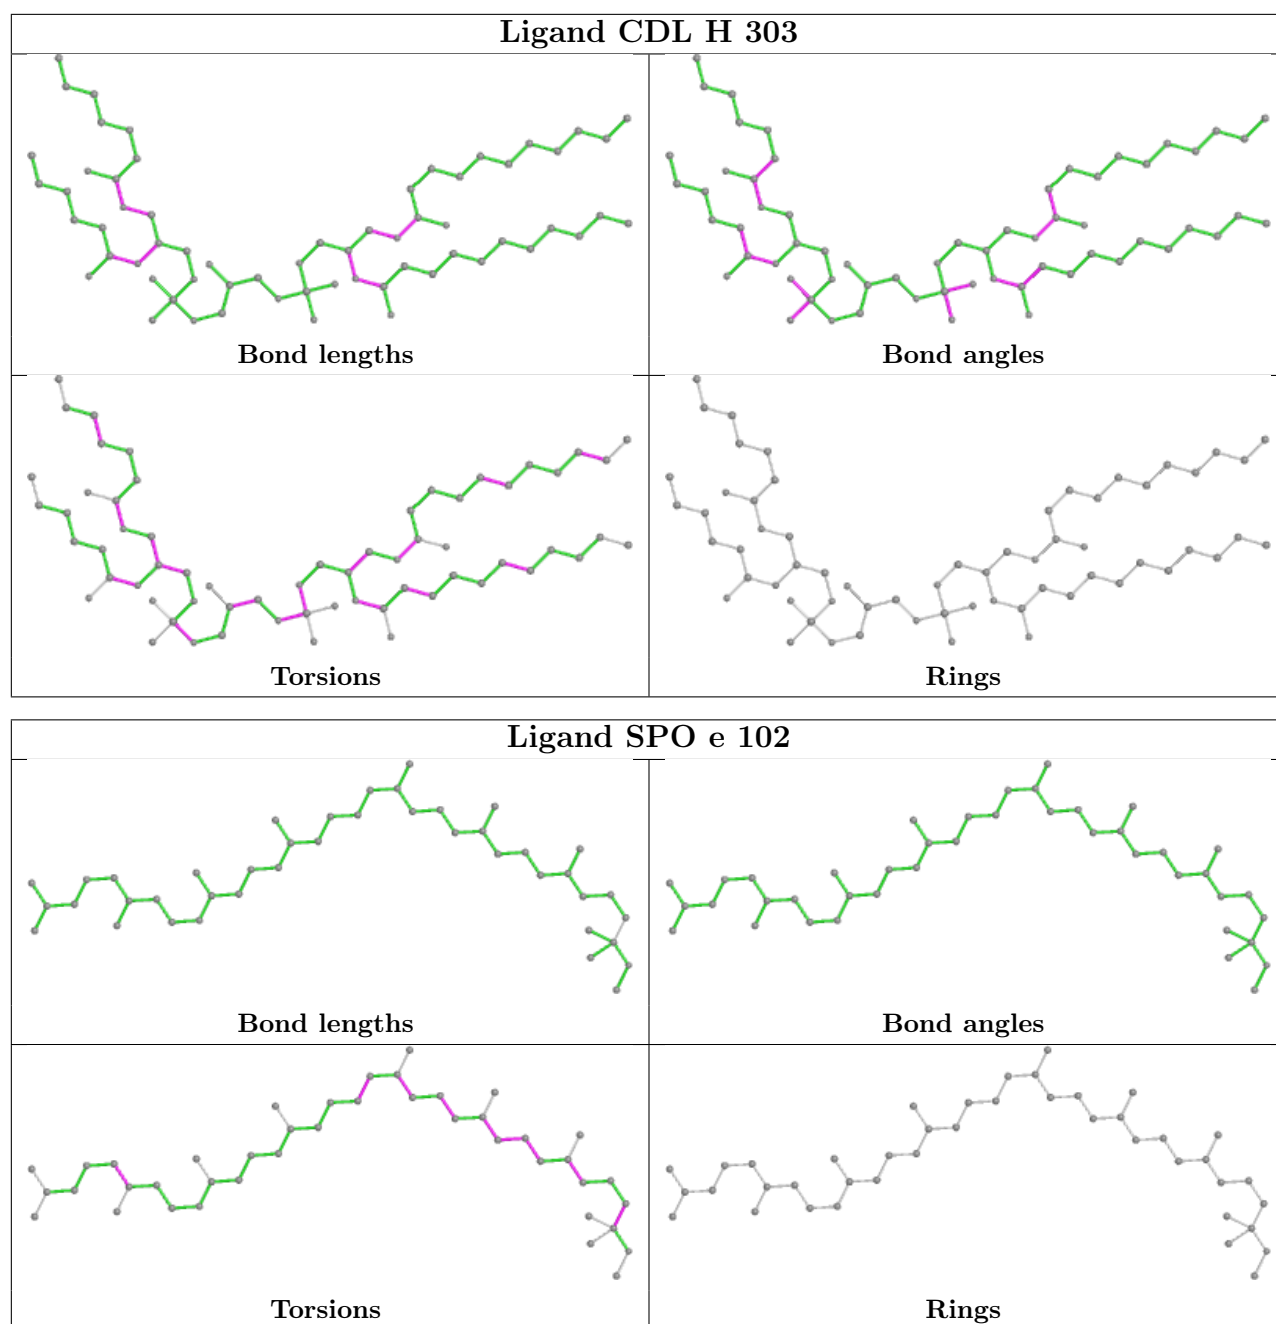 Ligand CDL H 303
Bond lengths
Bond angles
Torsions
Rings
Ligand SPO e 102
Bond lengths
Bond angles
Torsions
Rings